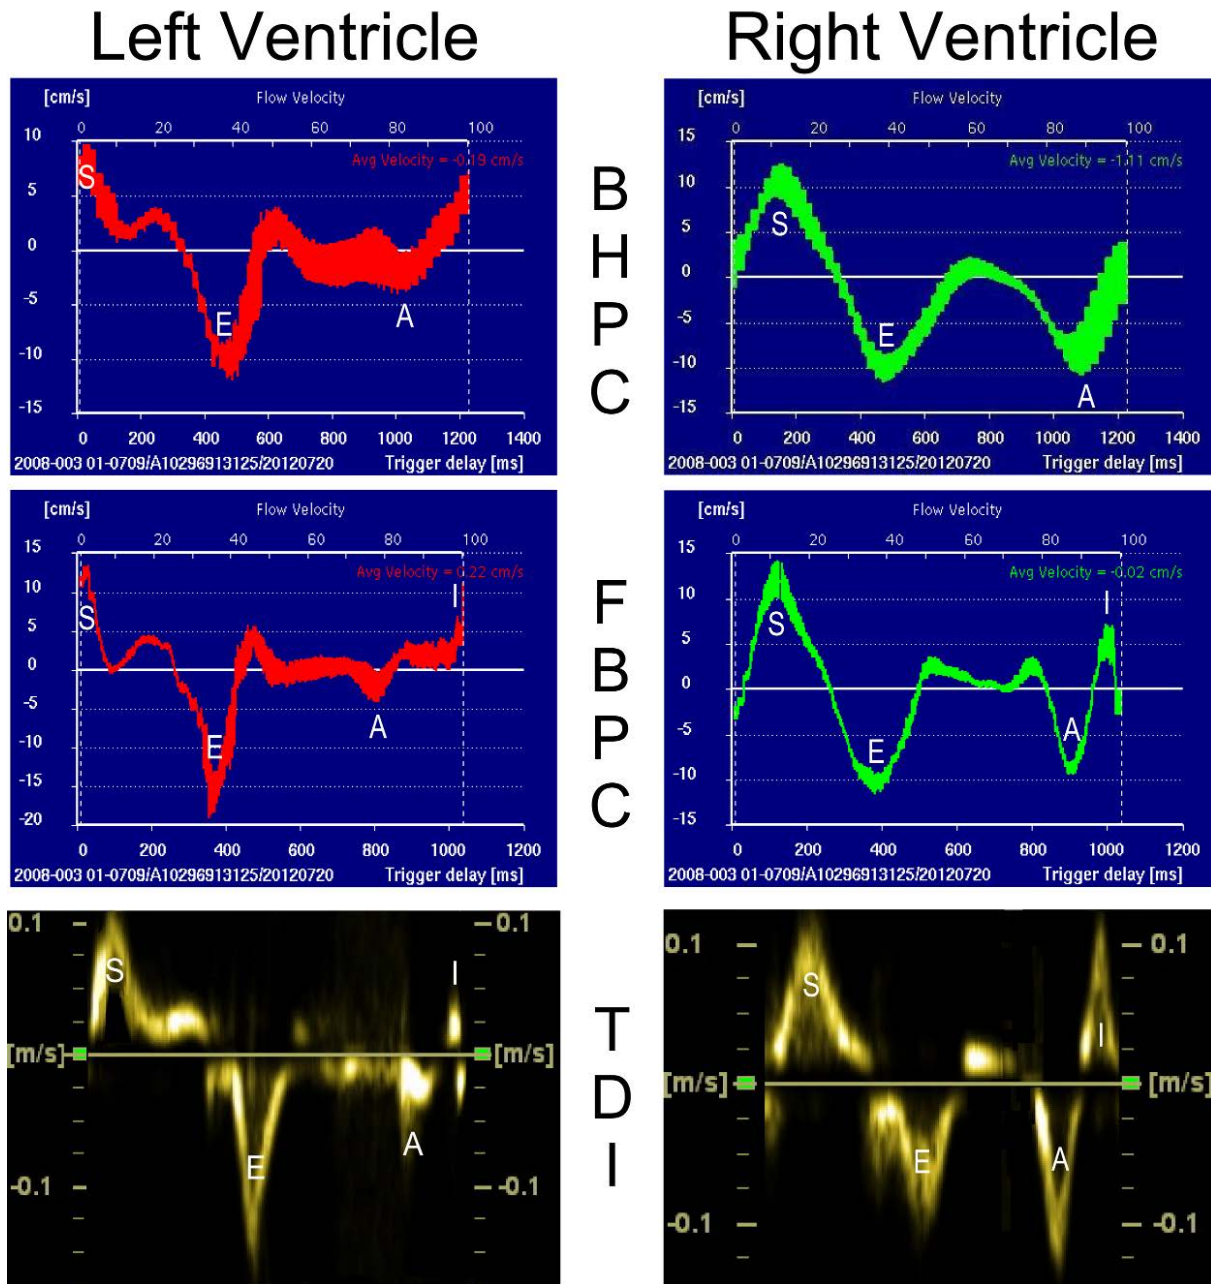 Left Ventricle
Right Ventricle
[cm/s] Flow Velocity
0 20 40 60 80 100
Avg Velocity = -0.19 cm/s
10
5
0
-5
-10
-15
S
E
A
0 200 400 600 800 1000 1200 1400
2008-003 01-0709/A10296913125/20120720 Trigger delay [ms]
B
H
P
C
[cm/s] Flow Velocity
0 20 40 60 80 100
Avg Velocity = -1.11 cm/s
15
10
5
0
-5
-10
-15
S
E
A
0 200 400 600 800 1000 1200 1400
2008-003 01-0709/A10296913125/20120720 Trigger delay [ms]
[cm/s] Flow Velocity
0 20 40 60 80 100
Avg Velocity = 0.22 cm/s
15
10
5
0
-5
-10
-15
-20
S
E
A
I
0 200 400 600 800 1000 1200
2008-003 01-0709/A10296913125/20120720 Trigger delay [ms]
F
B
P
C
[cm/s] Flow Velocity
0 20 40 60 80 100
Avg Velocity = -0.02 cm/s
15
10
5
0
-5
-10
-15
S
E
A
I
0 200 400 600 800 1000 1200
2008-003 01-0709/A10296913125/20120720 Trigger delay [ms]
0.1 0.1
S
I
[m/s] [m/s]
A
E
-0.1 -0.1
T
D
I
0.1 0.1
S
I
[m/s] [m/s]
E
A
-0.1 -0.1